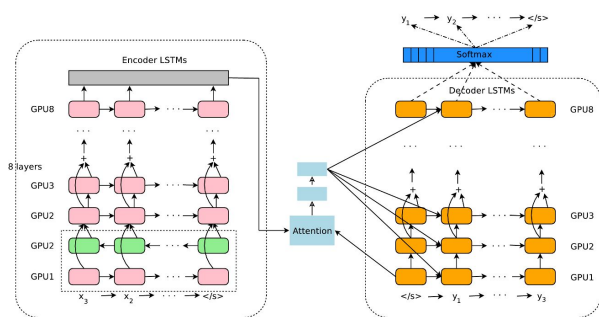 y1 y2 ... </s>
Softmax
Encoder LSTMs
Decoder LSTMs
GPU8
GPU8
... ... ...
8 layers
+ + +
+ + +
GPU3
GPU3
GPU2
GPU2
GPU2
Attention
GPU1
GPU1
x3 x2 ... </s>
</s> y1 ... y3